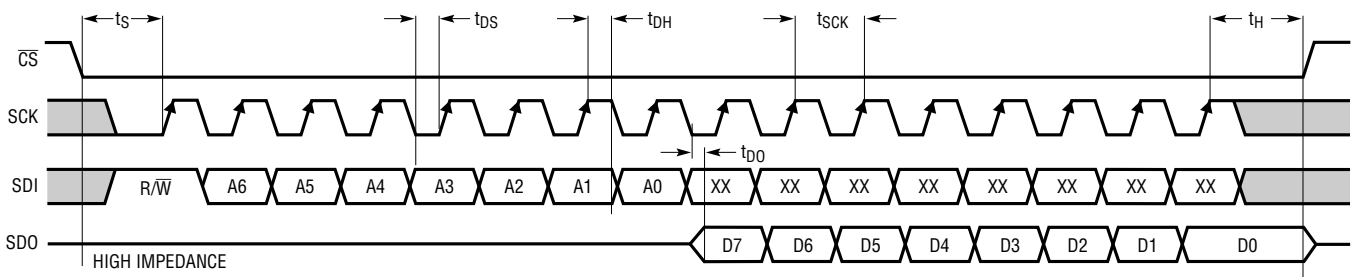 tS tDS tDH tSCK tH
CS
SCK
tDO
SDI R/W A6 A5 A4 A3 A2 A1 A0 XX XX XX XX XX XX XX XX
SDO D7 D6 D5 D4 D3 D2 D1 D0
HIGH IMPEDANCE